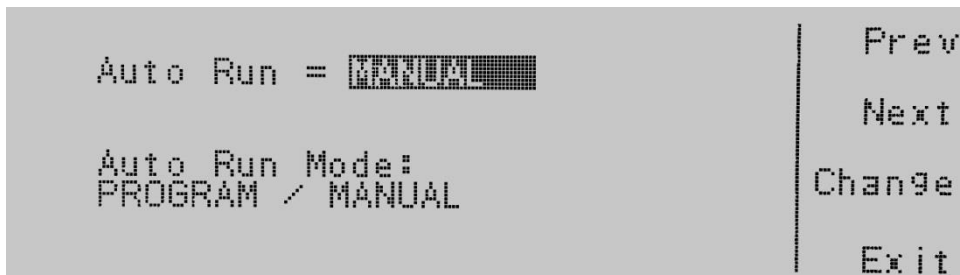 Auto Run = MANUAL
Auto Run Mode:
PROGRAM / MANUAL
Prev
Next
Change
Exit